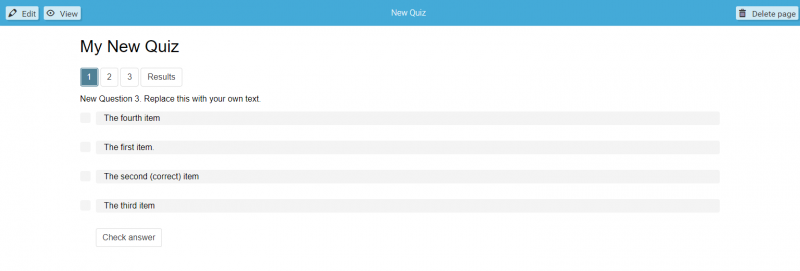 Edit View New Quiz Delete page
My New Quiz
1 2 3 Results
New Question 3. Replace this with your own text.
The fourth item
The first item.
The second (correct) item
The third item
Check answer